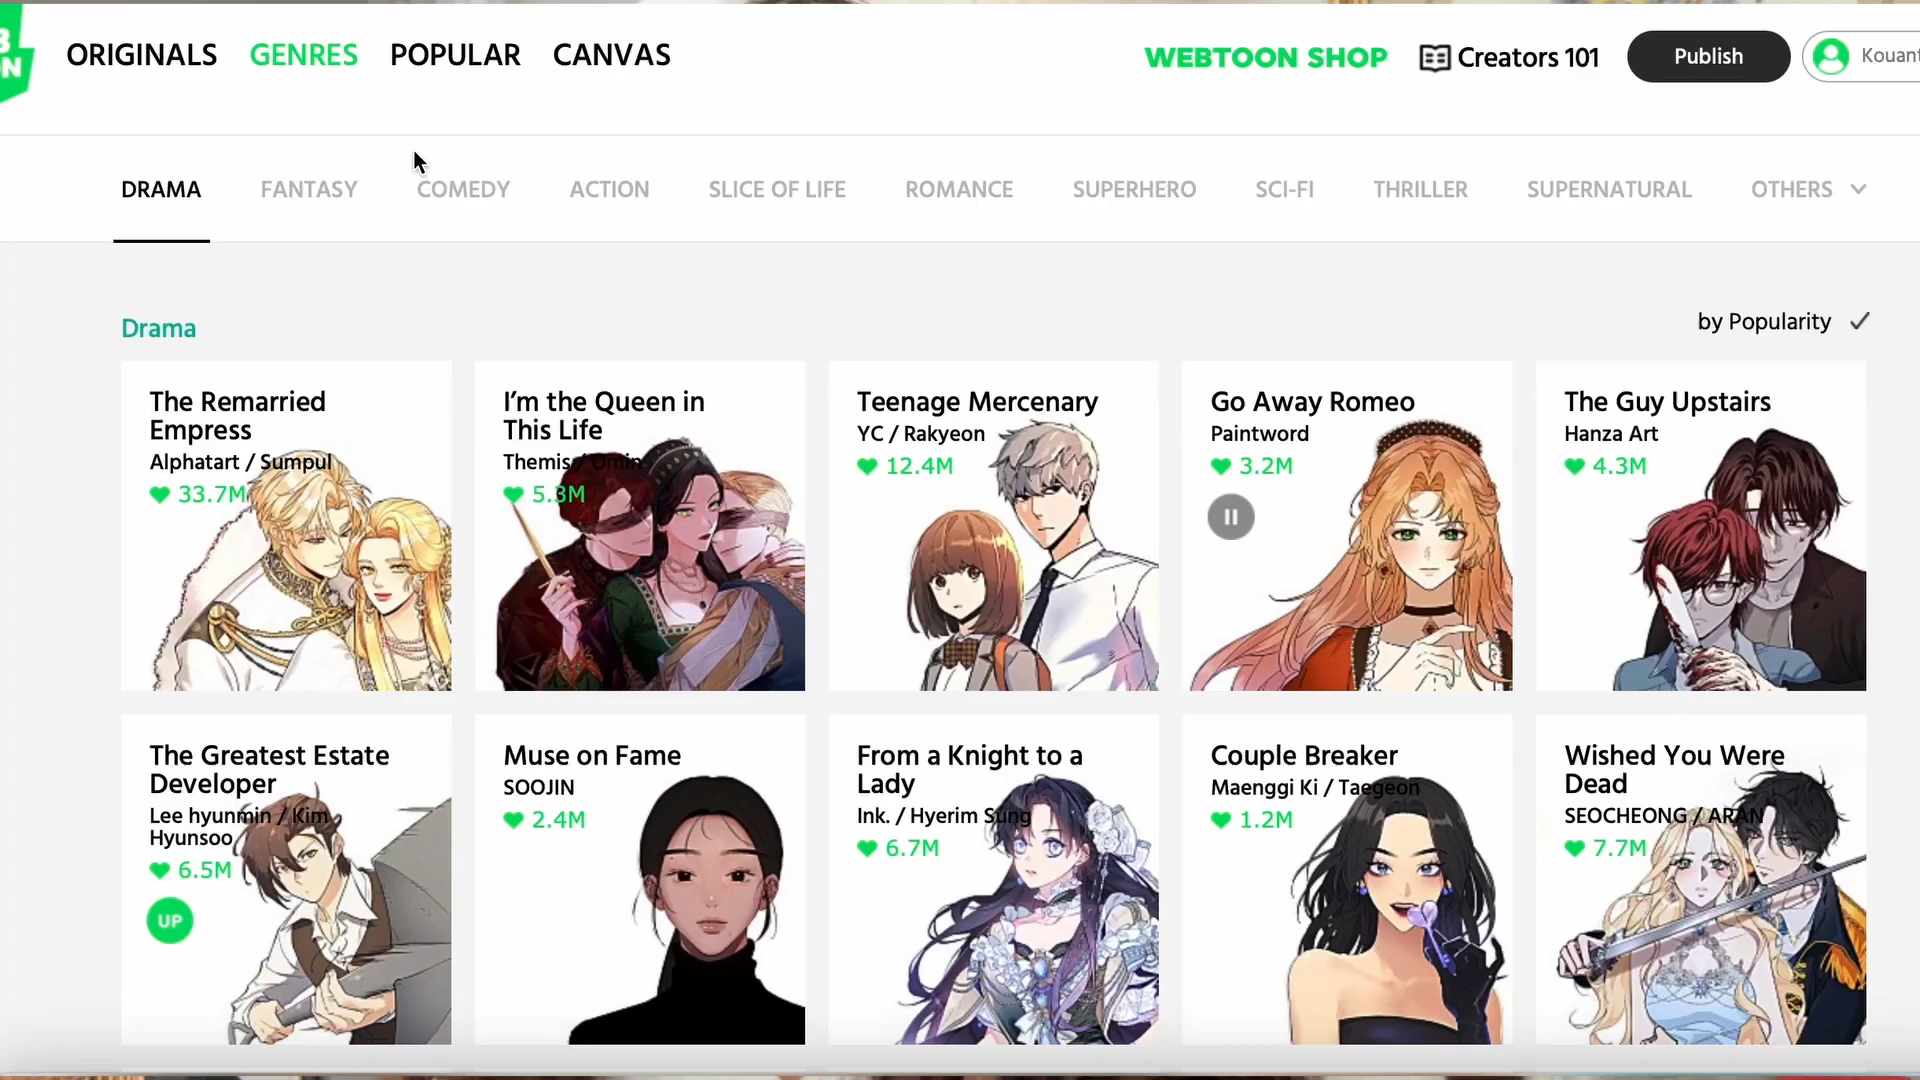 ORIGINALS GENRES POPULAR CANVAS WEBTOON SHOP Creators 101 Publish
DRAMA FANTASY COMEDY ACTION SLICE OF LIFE ROMANCE SUPERHERO SCI-FI THRILLER SUPERNATURAL OTHERS
Drama
by Popularity
The Remarried
Empress
Alphatart / Sumpul
33.7M
I’m the Queen in
This Life
Themis / Omin
5.3M
Teenage Mercenary
YC / Rakyeon
12.4M
Go Away Romeo
Paintword
3.2M
The Guy Upstairs
Hanza Art
4.3M
The Greatest Estate
Developer
Lee hyunmin / Kim
Hyunsoo
6.5M
UP
Muse on Fame
SOOJIN
2.4M
From a Knight to a
Lady
Ink. / Hyerim Sung
6.7M
Couple Breaker
Maenggi Ki / Taegeon
1.2M
Wished You Were
Dead
SEOCHEONG / ARAN
7.7M